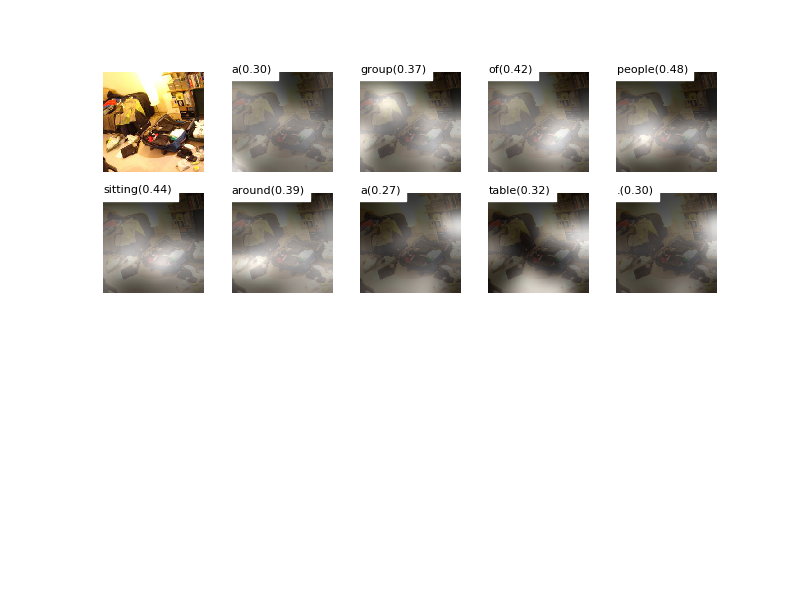 a(0.30) group(0.37) of(0.42) people(0.48)
sitting(0.44) around(0.39) a(0.27) table(0.32) .(0.30)